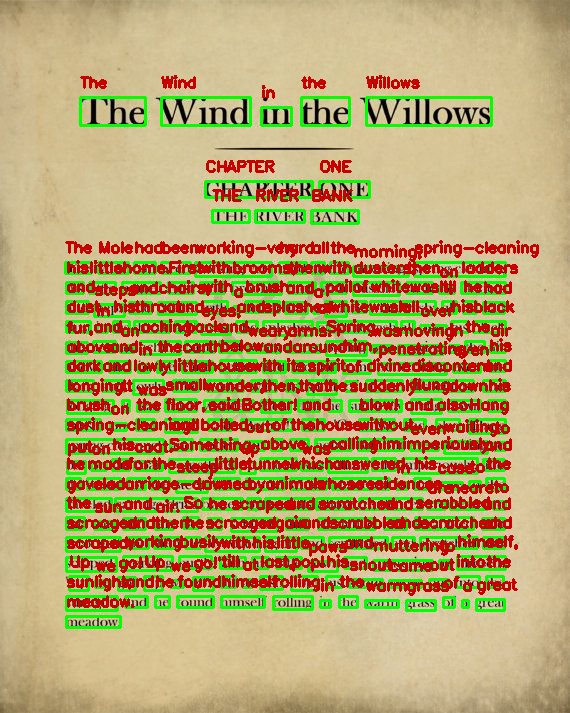 The Wind in the Willows
CHAPTER ONE
THE RIVER BANK
The Mole had been working-very hard all the morning, spring-cleaning
his little home. First with brooms, then with dusters; then on ladders
and steps and chairs, with a brush and a pail of whitewash; till he had
dust in his throat and eyes, and splashes of whitewash all over his black
fur, and an aching back and weary arms. Spring was moving in the air
above and in the earth below and around him, penetrating even his
dark and lowly little house with its spirit of divine discontent and
longing. It was small wonder, then, that he suddenly flung down his
brush on the floor, said Bother! and blow! and also Hang
spring-cleaning! and bolted out of the house without even waiting to
put on his coat. Something up above was calling him imperiously, and
he made for the steep little tunnel which answered in his case to the
gaveled carriage-drive owned by animals whose residences are nearer to
the sun and air. So he scraped and scratched and scrabbled and
scrooged and then he scrooged again and scrabbled and scratched and
scraped, working busily with his little paws and muttering to himself,
'Up we go! Up we go!' till at last, pop! his snout came out into the
sunlight, and he found himself rolling in the warm grass of a great
meadow.